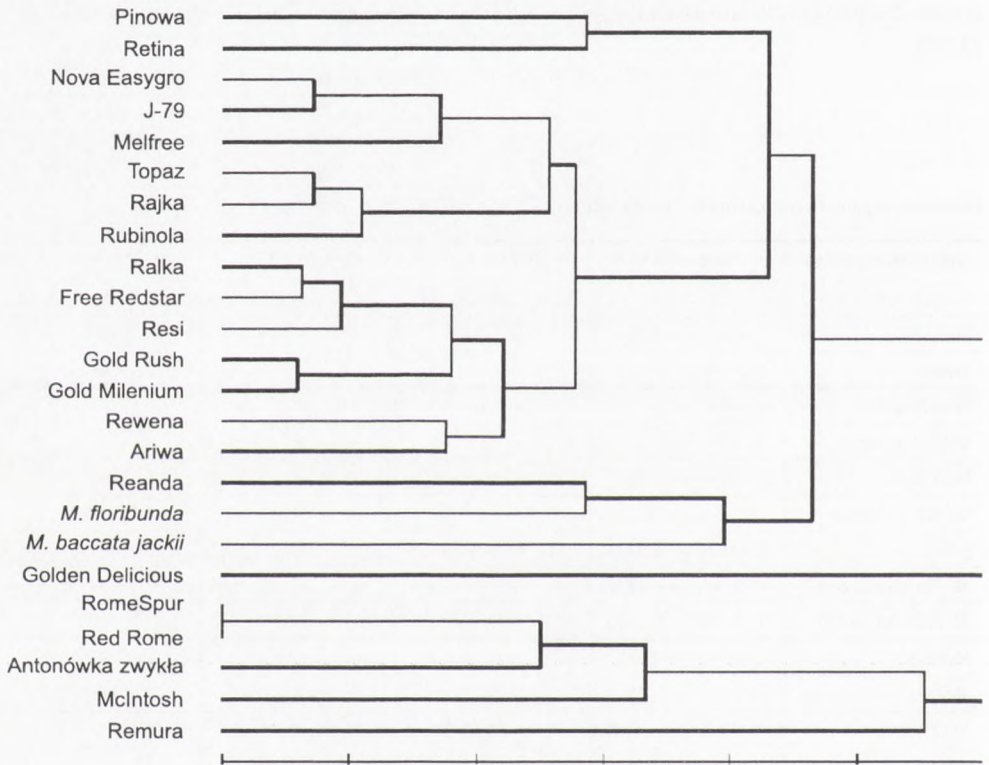 Pinowa
Retina
Nova Easygro
J-79
Melfree
Topaz
Rajka
Rubinola
Ralka
Free Redstar
Resi
Gold Rush
Gold Milenium
Rewena
Ariwa
Reanda
M. floribunda
M. baccata jackii
Golden Delicious
RomeSpur
Red Rome
Antonówka zwykła
McIntosh
Remura